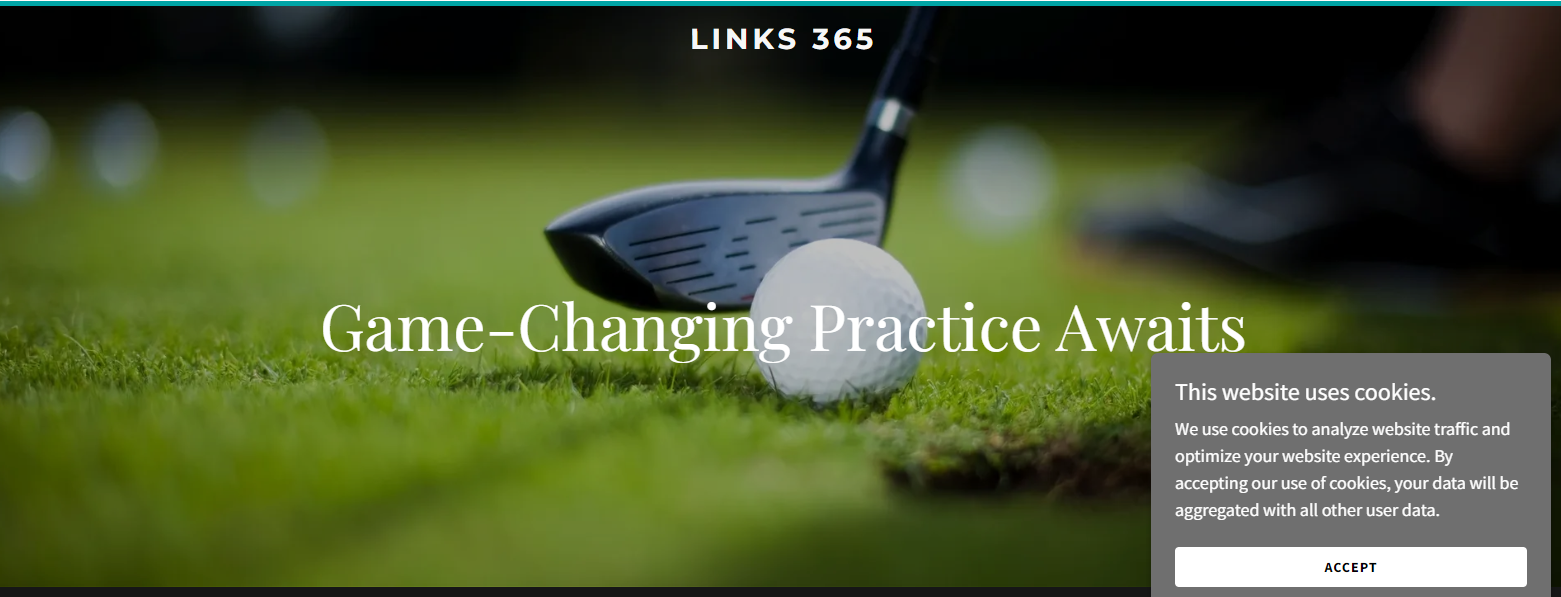 LINKS 365
Game-Changing Practice Awaits
This website uses cookies.
We use cookies to analyze website traffic and
optimize your website experience. By
accepting our use of cookies, your data will be
aggregated with all other user data.
ACCEPT